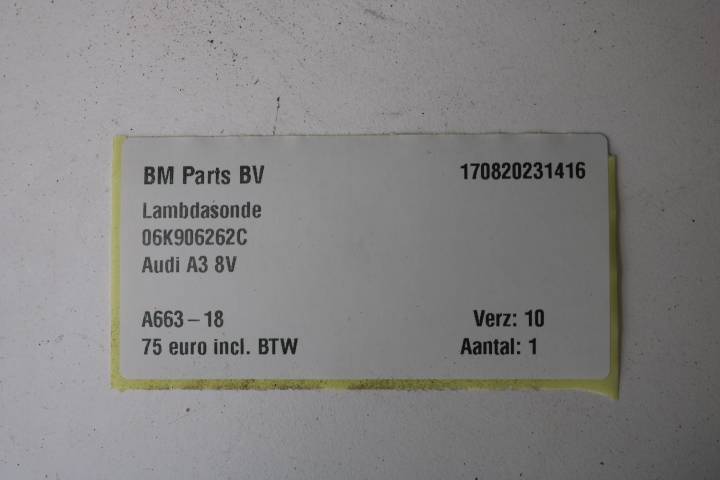 BM Parts BV 170820231416
Lambdasonde
06K906262C
Audi A3 8V
A663-18 Verz: 10
75 euro incl. BTW Aantal: 1